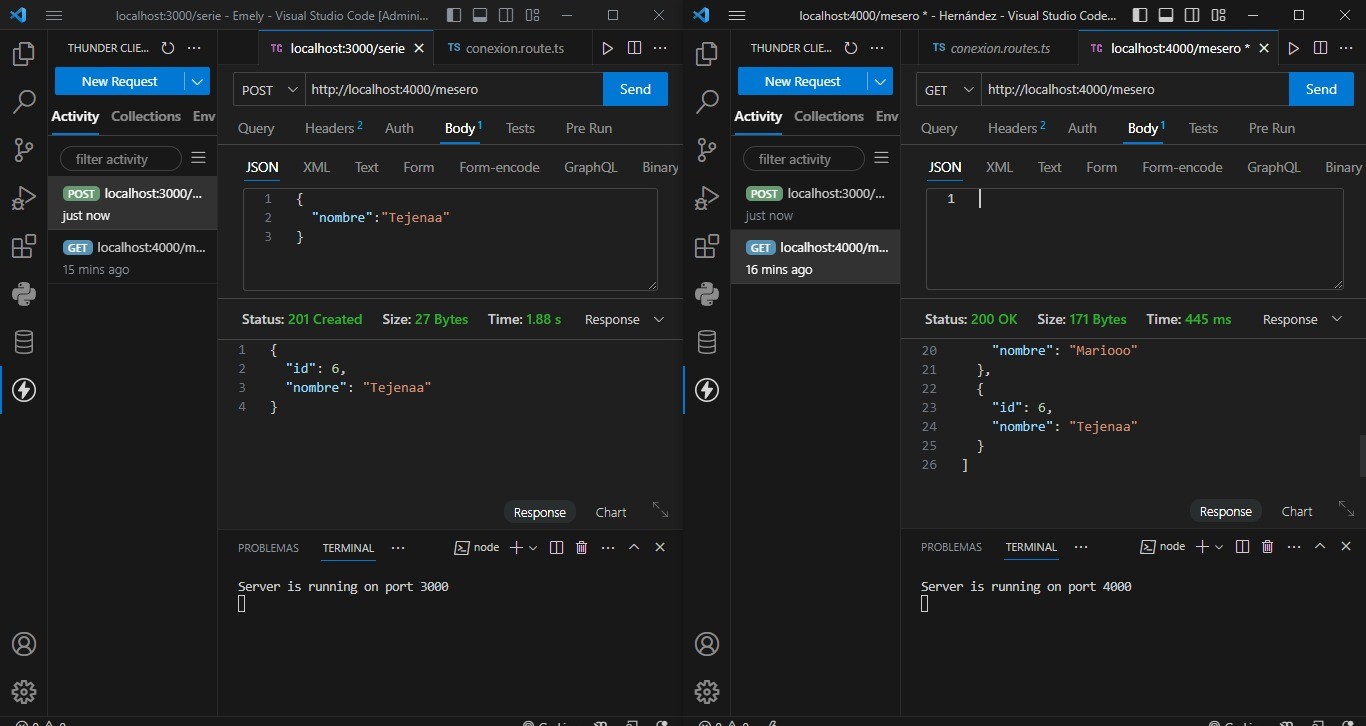 localhost:3000/serie - Emely - Visual Studio Code [Admini...
THUNDER CLIE...
New Request
Activity Collections Env
filter activity
POST localhost:3000/...
just now
GET localhost:4000/m...
15 mins ago
TC localhost:3000/serie
TS conexion.route.ts
POST http://localhost:4000/mesero Send
Query Headers 2 Auth Body 1 Tests Pre Run
JSON XML Text Form Form-encode GraphQL Binary
1 {
2 "nombre":"Tejenaa"
3 }
Status: 201 Created Size: 27 Bytes Time: 1.88 s Response
1 {
2 "id": 6,
3 "nombre": "Tejenaa"
4 }
Response Chart
PROBLEMAS TERMINAL ... node
Server is running on port 3000
localhost:4000/mesero * - Hernández - Visual Studio Code...
THUNDER CLIE...
New Request
Activity Collections Env
filter activity
POST localhost:3000/...
just now
GET localhost:4000/m...
16 mins ago
TS conexion.routes.ts
TC localhost:4000/mesero *
GET http://localhost:4000/mesero Send
Query Headers 2 Auth Body 1 Tests Pre Run
JSON XML Text Form Form-encode GraphQL Binary
1
Status: 200 OK Size: 171 Bytes Time: 445 ms Response
20 "nombre": "Mariooo"
21 },
22 {
23 "id": 6,
24 "nombre": "Tejenaa"
25 }
26 ]
Response Chart
PROBLEMAS TERMINAL ... node
Server is running on port 4000